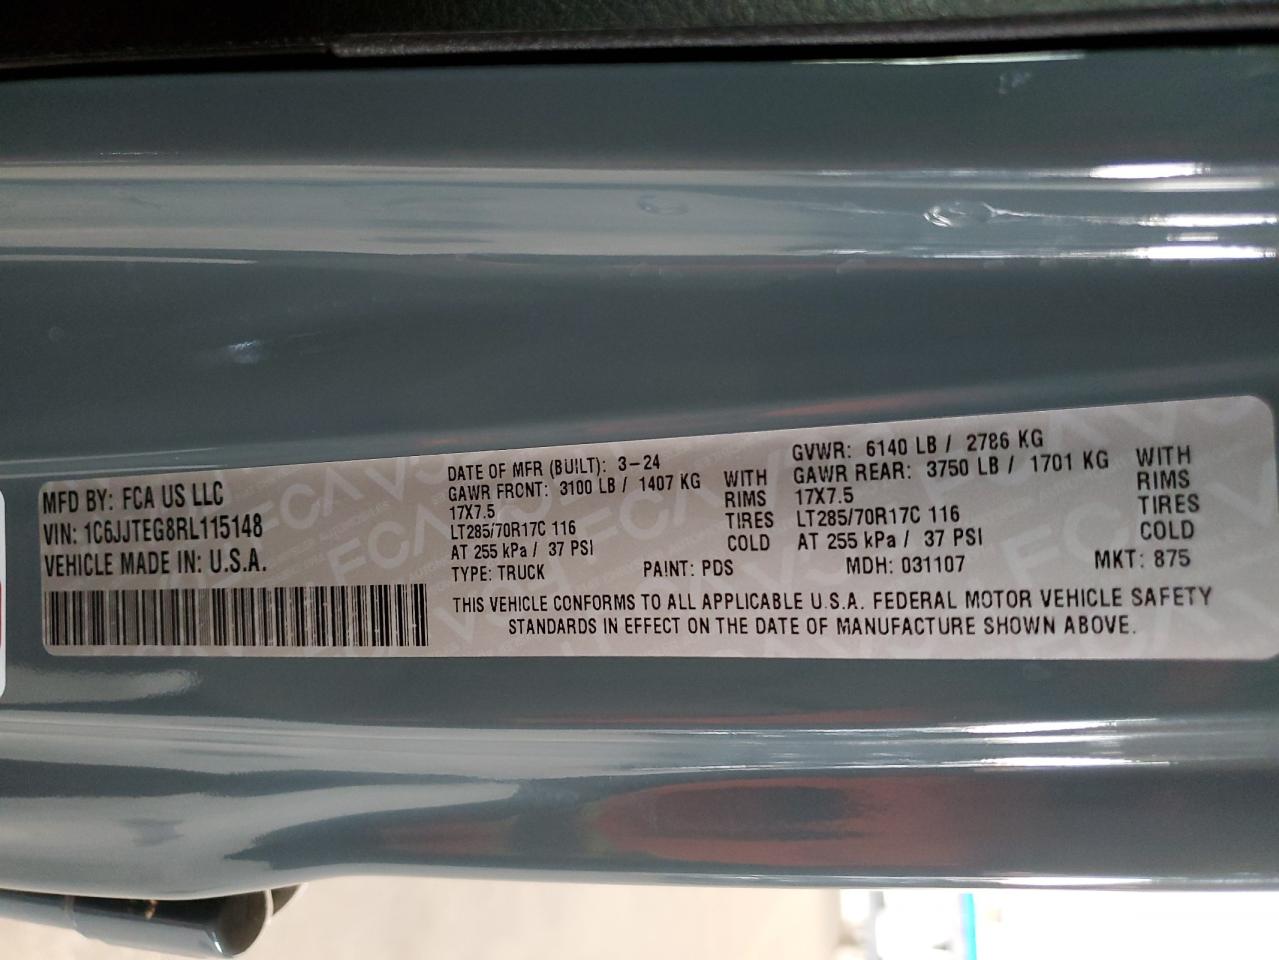 MFD BY: FCA US LLC
VIN: 1C6JJTEG8RL115148
VEHICLE MADE IN: U.S.A.
DATE OF MFR (BUILT): 3-24
GAWR FRONT: 3100 LB / 1407 KG WITH
17X7.5 RIMS
LT285/70R17C 116 TIRES
AT 255 kPa / 37 PSI COLD
GVWR: 6140 LB / 2786 KG
GAWR REAR: 3750 LB / 1701 KG WITH
17X7.5 RIMS
LT285/70R17C 116 TIRES
AT 255 kPa / 37 PSI COLD
TYPE: TRUCK PAINT: PDS MDH: 031107 MKT: 875
THIS VEHICLE CONFORMS TO ALL APPLICABLE U.S.A. FEDERAL MOTOR VEHICLE SAFETY
STANDARDS IN EFFECT ON THE DATE OF MANUFACTURE SHOWN ABOVE.